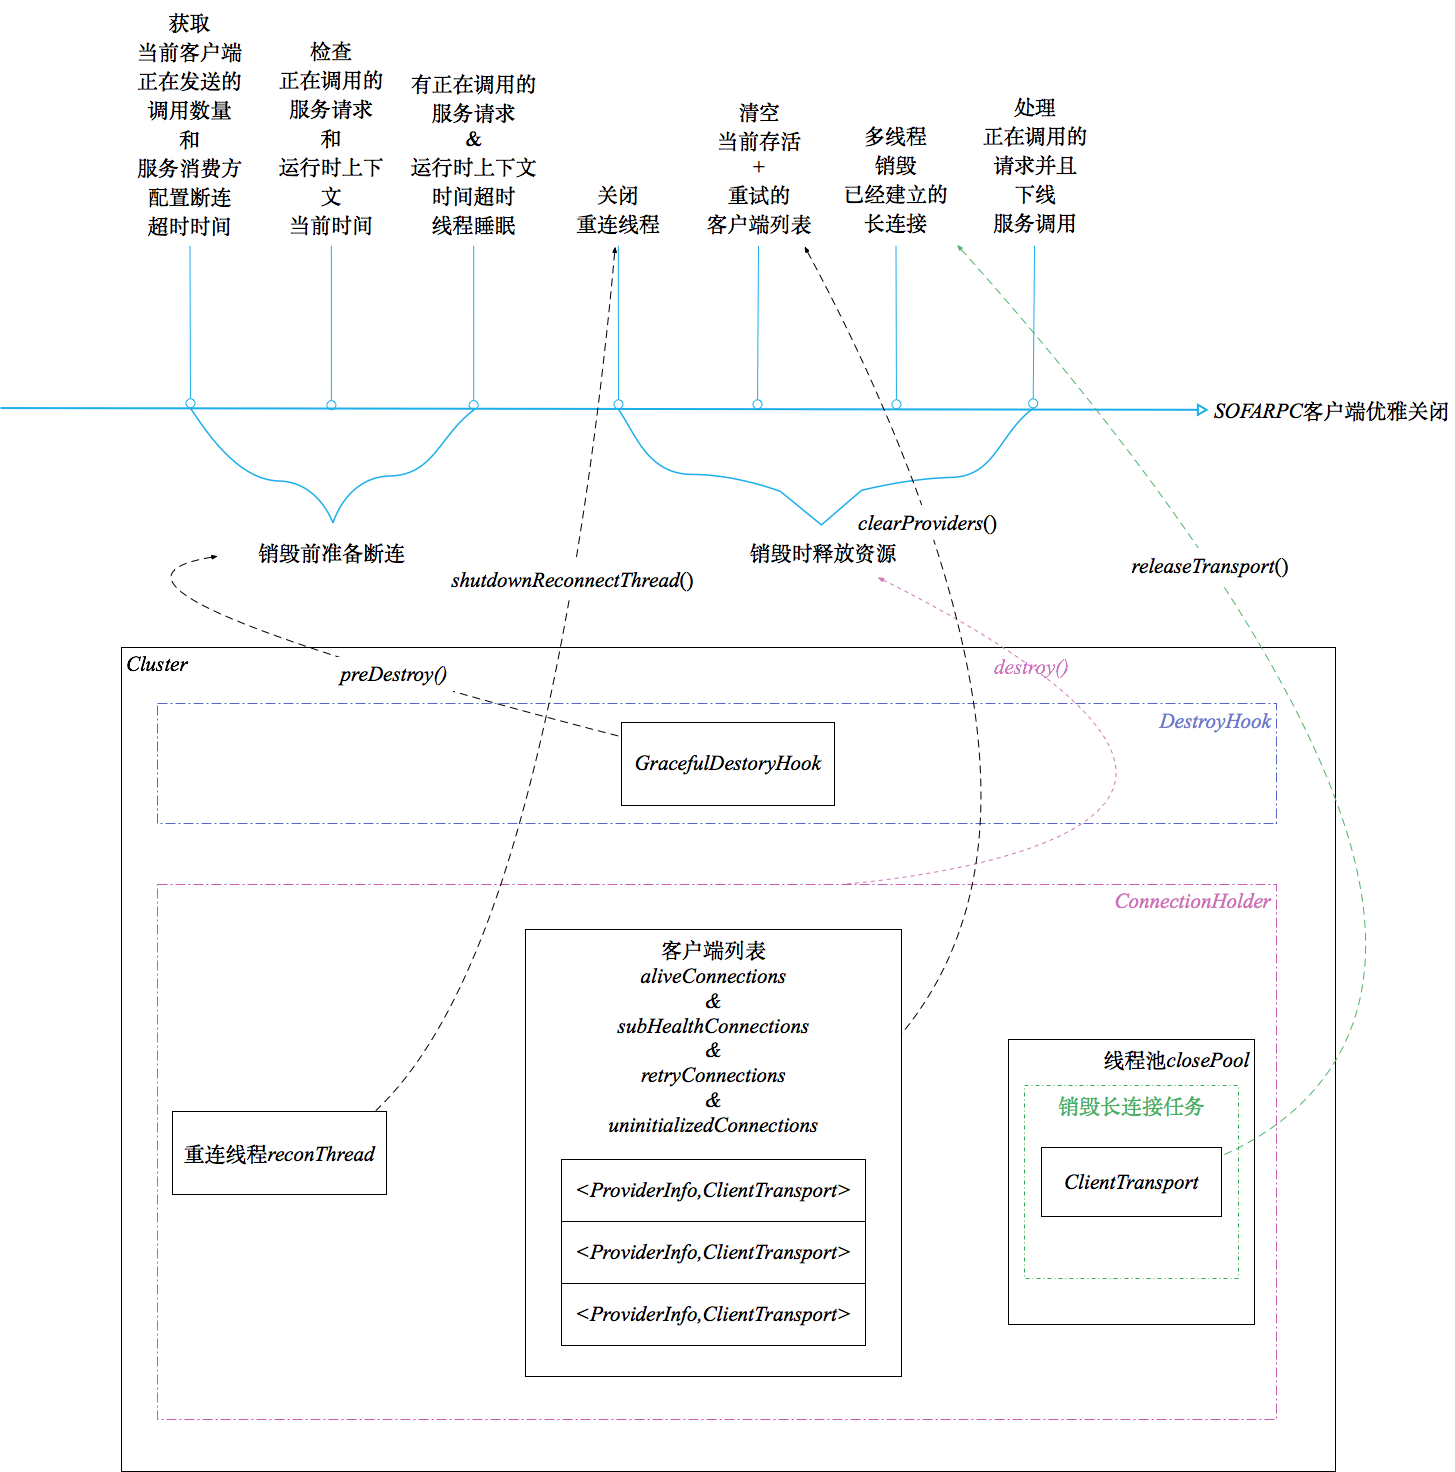 获取
当前客户端
正在发送的
调用数量
和
服务消费方
配置断连
超时时间
检查
正在调用的
服务请求
和
运行时上下
文
当前时间
有正在调用的
服务请求
&
运行时上下文
时间超时
线程睡眠
关闭
重连线程
清空
当前存活
+
重试的
客户端列表
多线程
销毁
已经建立的
长连接
处理
正在调用的
请求并且
下线
服务调用
SOFARPC客户端优雅关闭
销毁前准备断连
销毁时释放资源
clearProviders()
shutdownReconnectThread()
releaseTransport()
Cluster
preDestroy()
destroy()
DestroyHook
GracefulDestoryHook
ConnectionHolder
客户端列表
aliveConnections
&
subHealthConnections
&
retryConnections
&
uninitializedConnections
<ProviderInfo,ClientTransport>
<ProviderInfo,ClientTransport>
<ProviderInfo,ClientTransport>
重连线程reconThread
线程池closePool
销毁长连接任务
ClientTransport